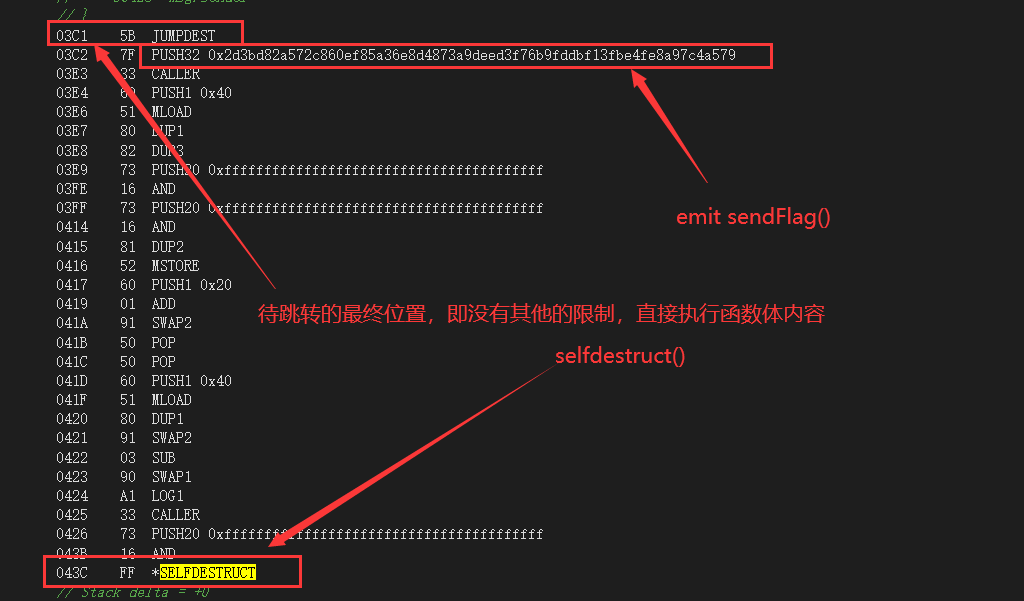 // }
03C1 5B JUMPDEST
03C2 7F PUSH32 0x2d3bd82a572c860ef85a36e8d4873a9deed3f76b9fddbf13fbe4fe8a97c4a579
03E3 33 CALLER
03E4 60 PUSH1 0x40
03E6 51 MLOAD
03E7 80 DUP1
03E8 82 DUP3
03E9 73 PUSH20 0xffffffffffffffffffffffffffffffffffffffff
03FE 16 AND
03FF 73 PUSH20 0xffffffffffffffffffffffffffffffffffffffff
0414 16 AND
emit sendFlag()
0415 81 DUP2
0416 52 MSTORE
0417 60 PUSH1 0x20
0419 01 ADD
待跳转的最终位置，即没有其他的限制，直接执行函数体内容
041A 91 SWAP2
041B 50 POP
selfdestruct()
041C 50 POP
041D 60 PUSH1 0x40
041F 51 MLOAD
0420 80 DUP1
0421 91 SWAP2
0422 03 SUB
0423 90 SWAP1
0424 A1 LOG1
0425 33 CALLER
0426 73 PUSH20 0xffffffffffffffffffffffffffffffffffffffff
043B 16 AND
043C FF *SELFDESTRUCT
// Stack delta = +0